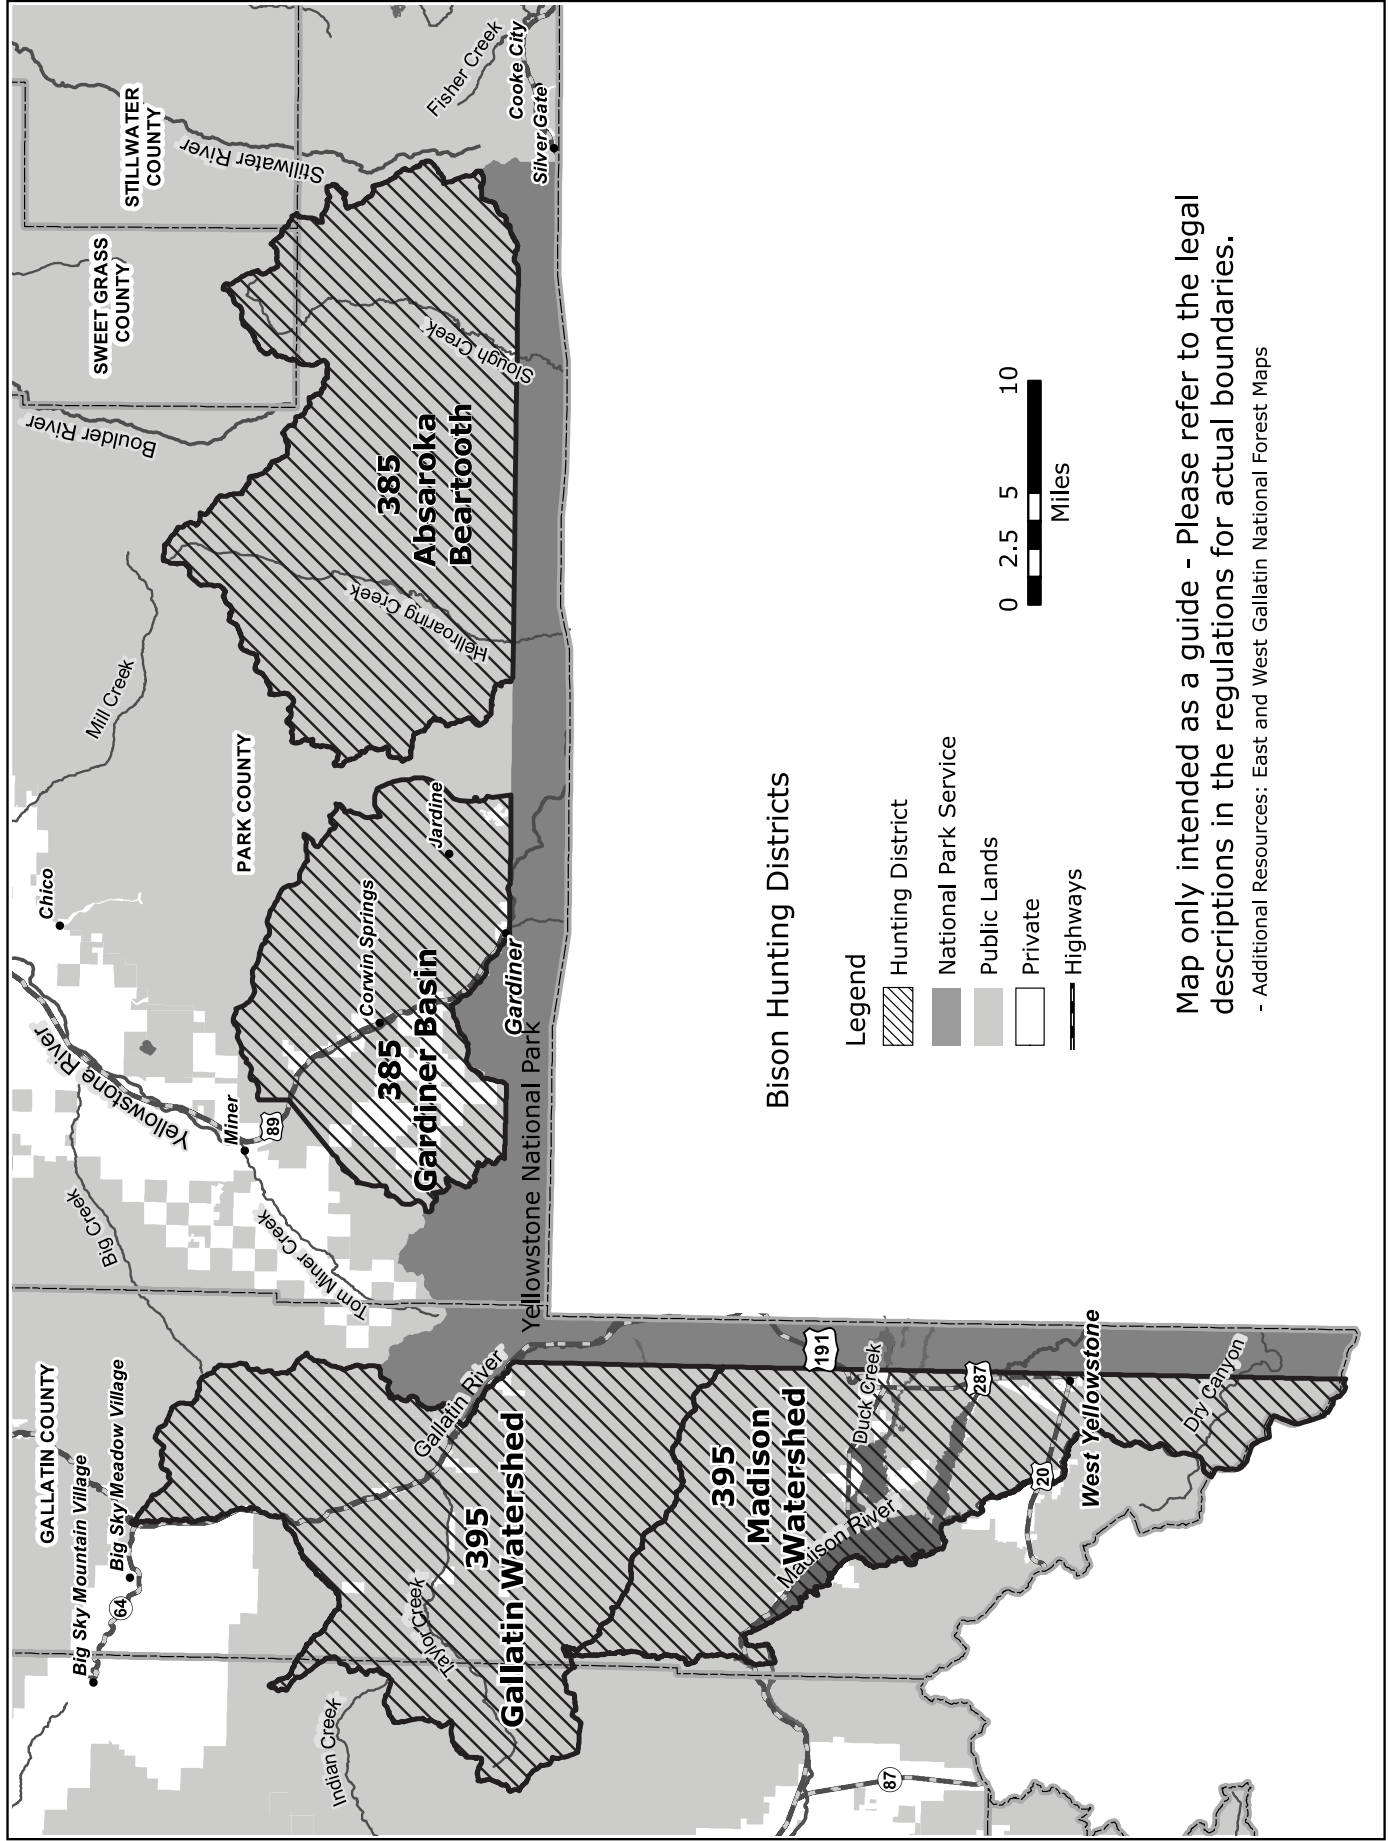 GALLATIN COUNTY
Big Sky Mountain Village
Big Sky Meadow Village
64
Indian Creek
Taylor Creek
Gallatin River
395
Gallatin Watershed
395
Madison
Watershed
Madison River
Duck Creek
191
287
20
87
West Yellowstone
Dry Canyon
Yellowstone National Park
Big Creek
Tom Miner Creek
Yellowstone River
Miner
89
Chico
PARK COUNTY
Corwin Springs
Jardine
385
Gardiner Basin
Gardiner
Mill Creek
Hellroaring Creek
385
Absaroka
Beartooth
Slough Creek
Boulder River
SWEET GRASS
COUNTY
STILLWATER
COUNTY
Stillwater River
Fisher Creek
Cooke City
Silver Gate
Bison Hunting Districts
Legend
Hunting District
National Park Service
Public Lands
Private
Highways
0 2.5 5 10
Miles
Map only intended as a guide - Please refer to the legal
descriptions in the regulations for actual boundaries.
- Additional Resources: East and West Gallatin National Forest Maps